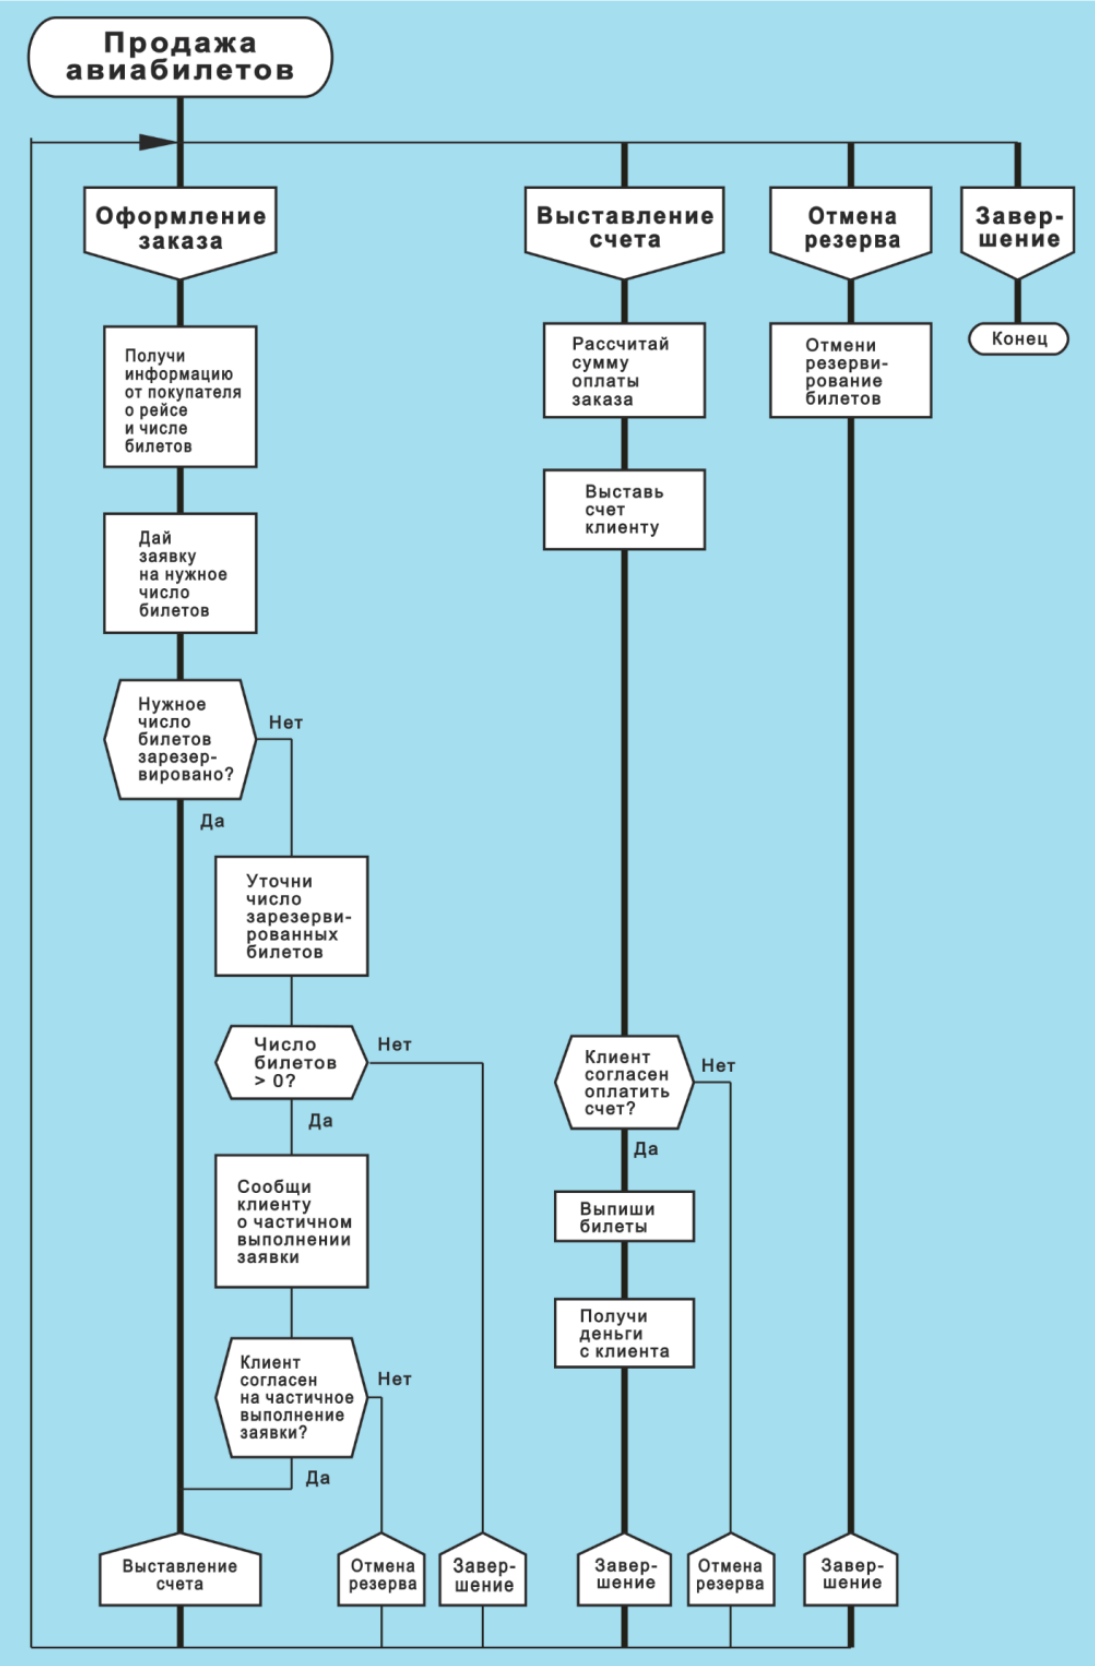 Продажа
авиабилетов
Оформление
заказа
Получи
информацию
от покупателя
о рейсе
и числе
билетов
Дай
заявку
на нужное
число
билетов
Нужное
число
билетов
зарезер-
вировано?
Нет
Да
Уточни
число
зарезерви-
рованных
билетов
Число
билетов
> 0?
Нет
Да
Сообщи
клиенту
о частичном
выполнении
заявки
Клиент
согласен
на частичное
выполнение
заявки?
Нет
Да
Выставление
счета
Отмена
резерва
Завер-
шение
Выставление
счета
Рассчитай
сумму
оплаты
заказа
Выставь
счет
клиенту
Клиент
согласен
оплатить
счет?
Нет
Да
Выпиши
билеты
Получи
деньги
с клиента
Завер-
шение
Отмена
резерва
Отмена
резерва
Отмени
резерви-
рование
билетов
Завер-
шение
Завер-
шение
Конец